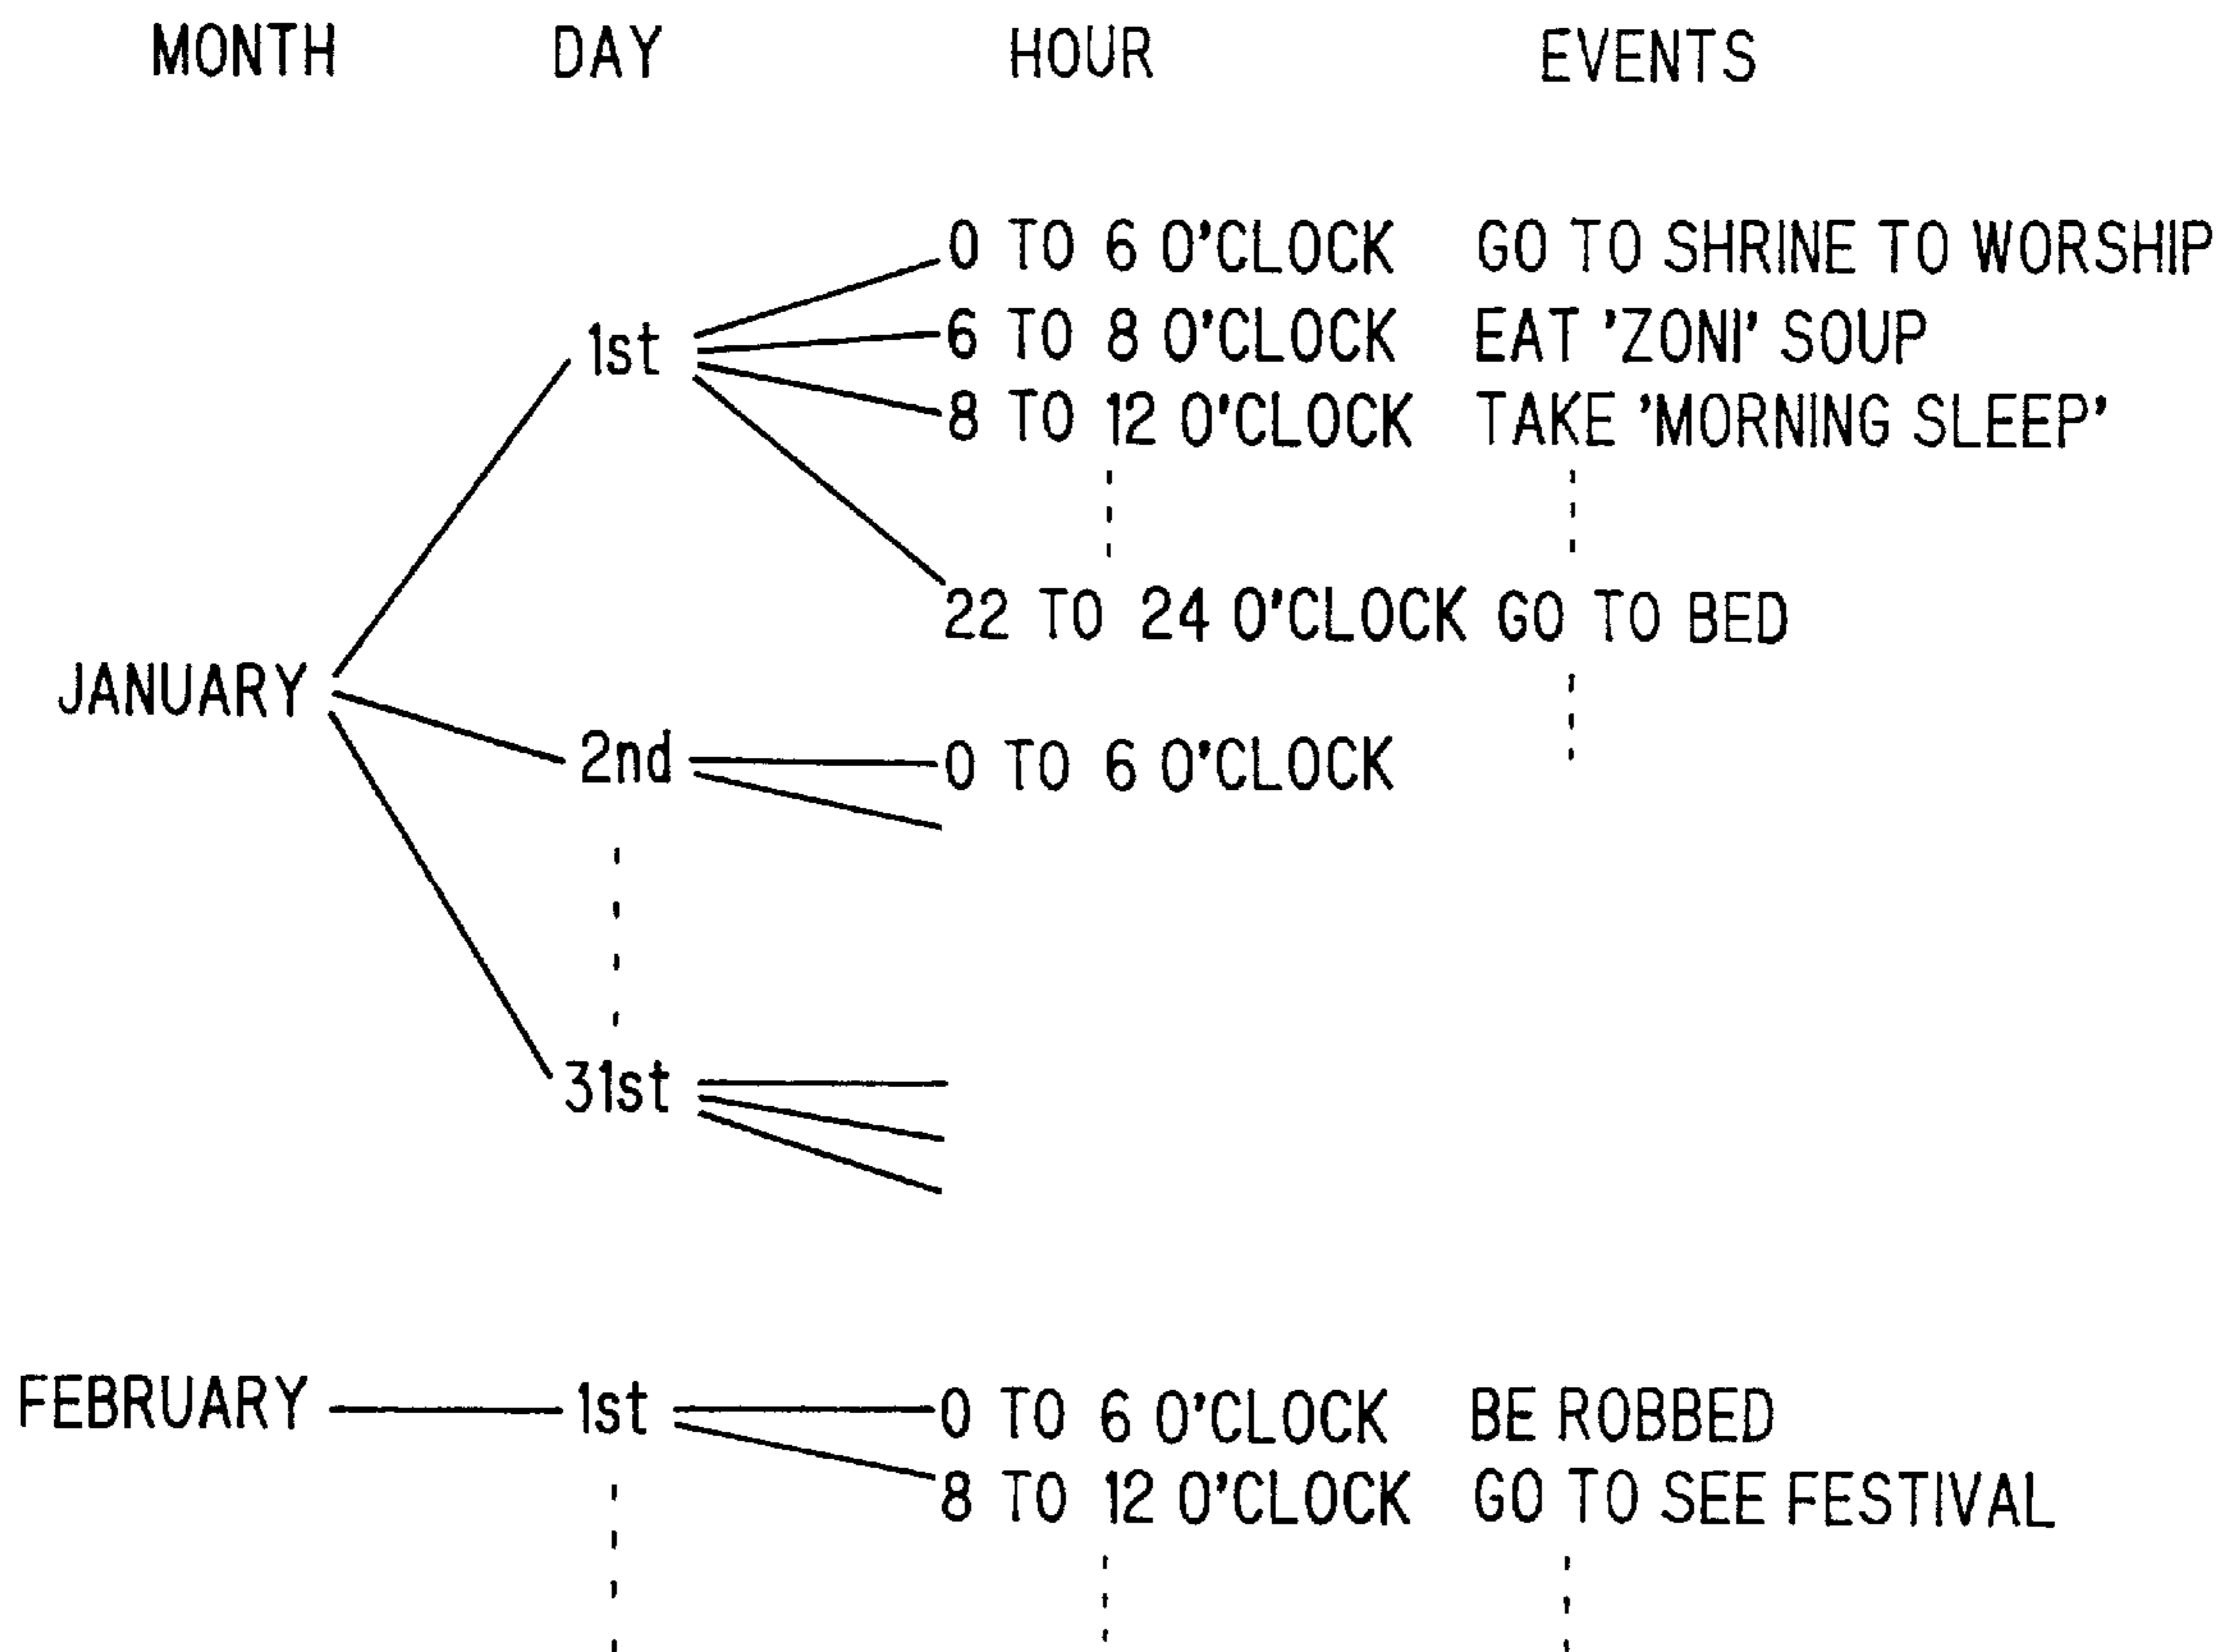 MONTH DAY HOUR EVENTS
0 TO 6 O'CLOCK GO TO SHRINE TO WORSHIP
1st 6 TO 8 O'CLOCK EAT 'ZONI' SOUP
8 TO 12 O'CLOCK TAKE 'MORNING SLEEP'
22 TO 24 O'CLOCK GO TO BED
JANUARY
2nd 0 TO 6 O'CLOCK
31st
FEBRUARY 1st 0 TO 6 O'CLOCK BE ROBBED
8 TO 12 O'CLOCK GO TO SEE FESTIVAL